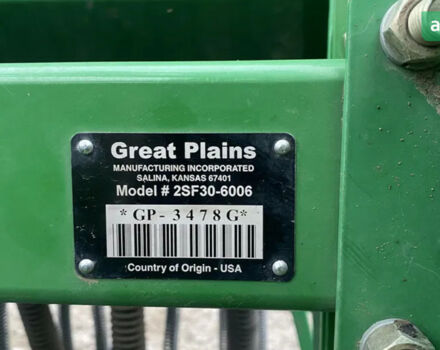 Great Plains
MANUFACTURING INCORPORATED
SALINA, KANSAS 67401
Model # 2SF30-6006
*GP-3478G*
Country of Origin - USA